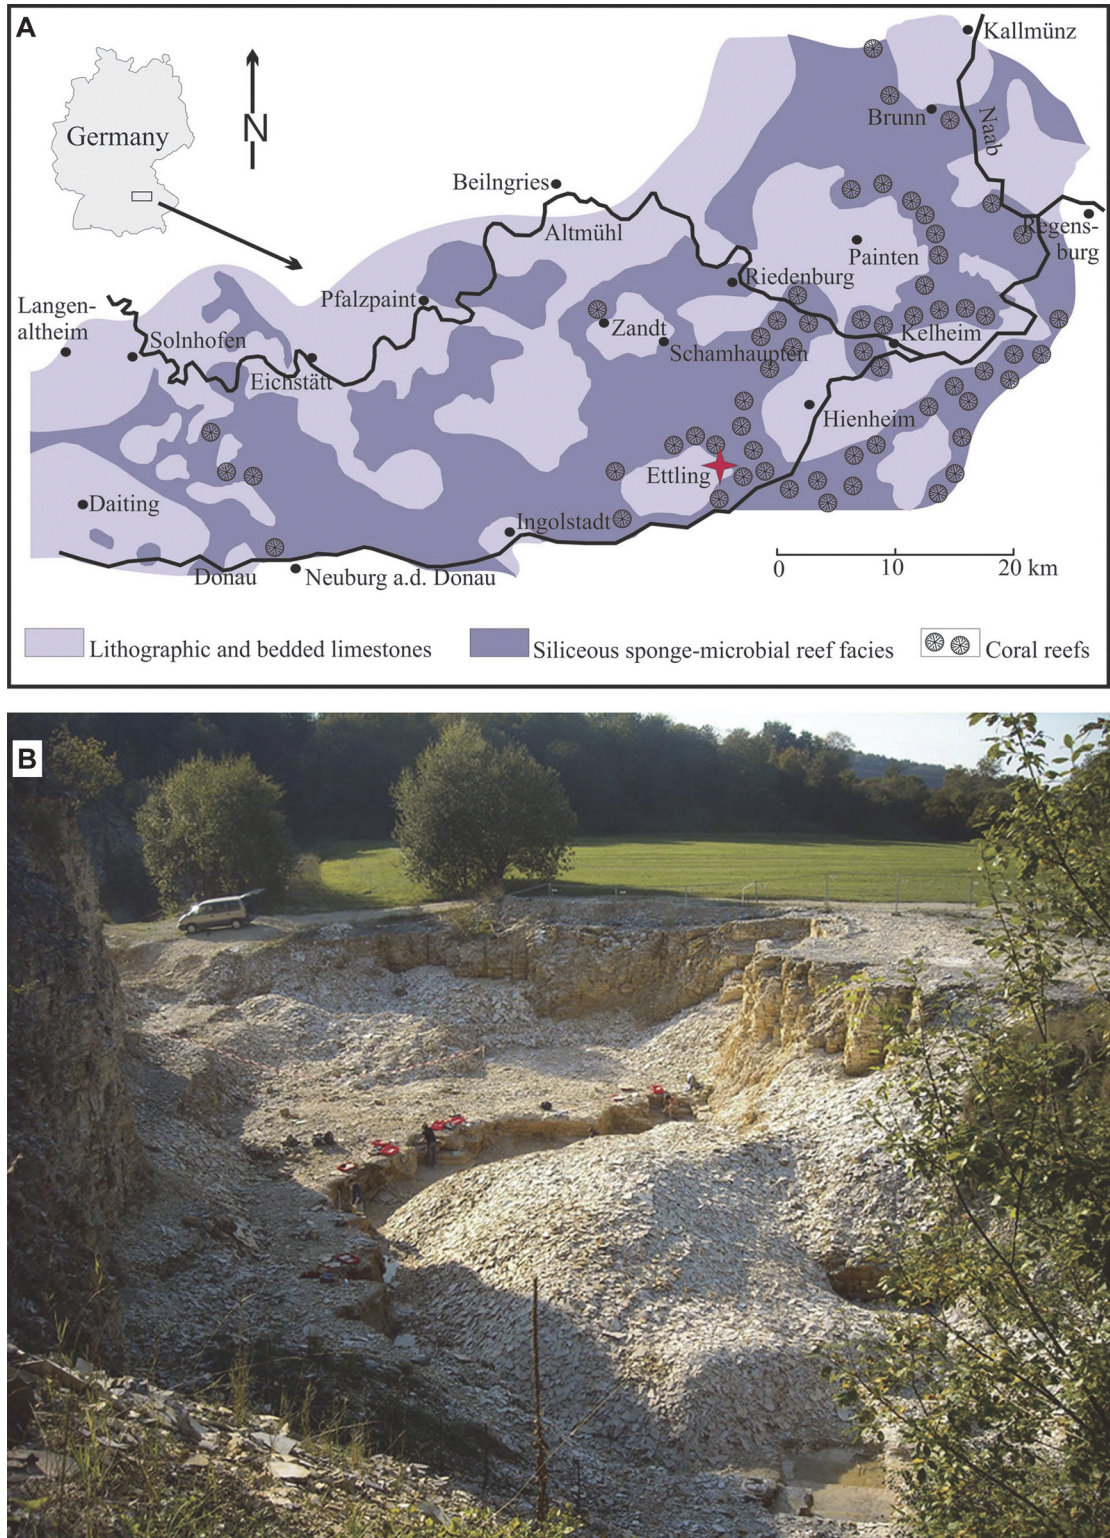 A
Kallmünz
Germany
N
Brunn
Naab
Beilngries
Altmühl
Regens-
burg
Painten
Riedenburg
Pfalzpaint
Langen-
altheim
Solnhofen
Zandt
Kelheim
Schamhaupten
Eichstätt
Hienheim
Ettling
Daiting
Ingolstadt
Donau
Neuburg a.d. Donau
0 10 20 km
Lithographic and bedded limestones
Siliceous sponge-microbial reef facies
Coral reefs
B